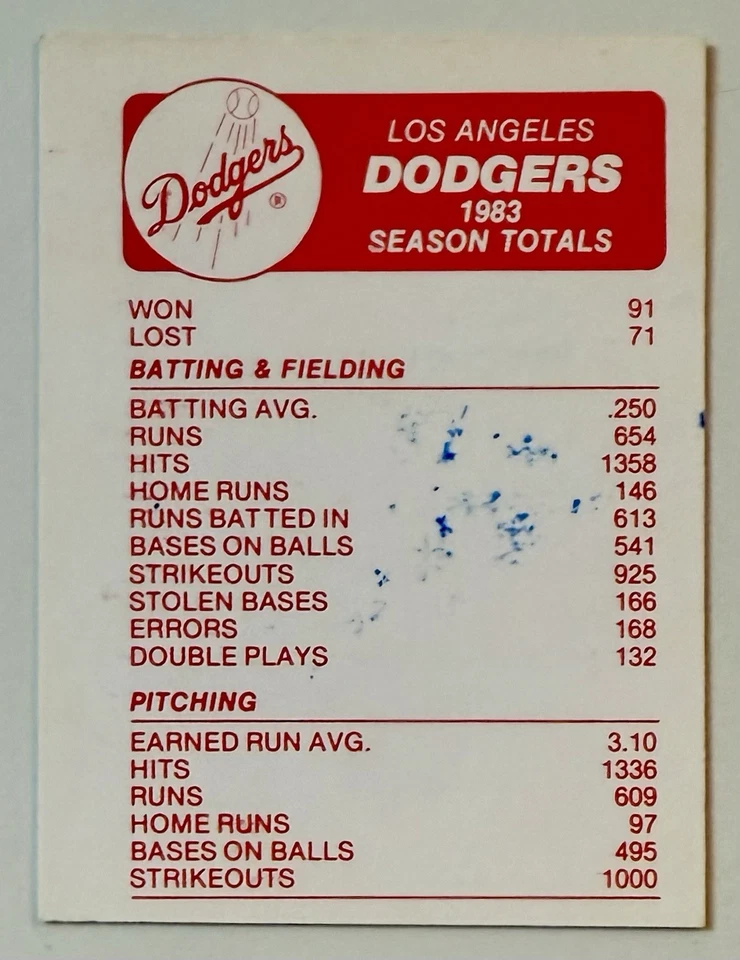 Dodgers ®
LOS ANGELES
DODGERS
1983
SEASON TOTALS
WON 91
LOST 71
BATTING & FIELDING
BATTING AVG. .250
RUNS 654
HITS 1358
HOME RUNS 146
RUNS BATTED IN 613
BASES ON BALLS 541
STRIKEOUTS 925
STOLEN BASES 166
ERRORS 168
DOUBLE PLAYS 132
PITCHING
EARNED RUN AVG. 3.10
HITS 1336
RUNS 609
HOME RUNS 97
BASES ON BALLS 495
STRIKEOUTS 1000